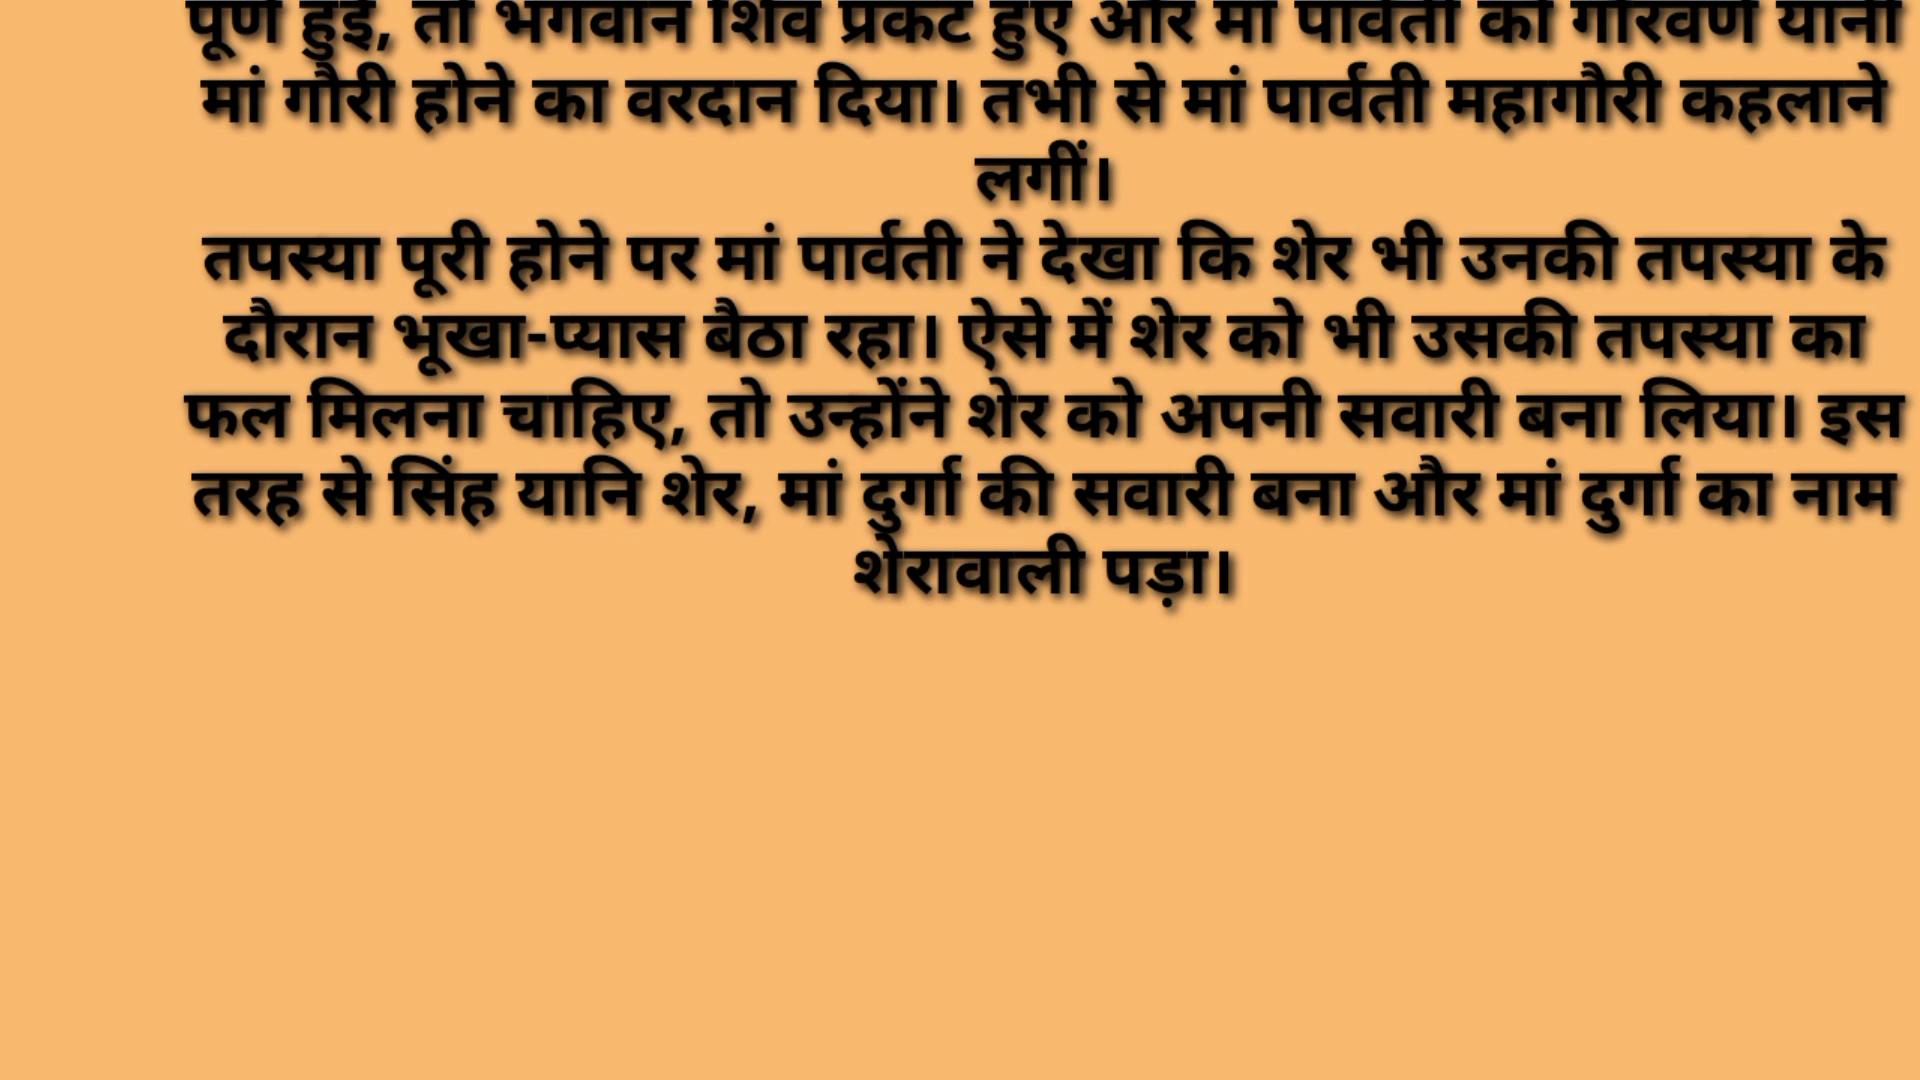 पूर्ण हुई, तो भगवान शिव प्रकट हुए और मां पार्वती को गौरवर्ण यानी
मां गौरी होने का वरदान दिया। तभी से मां पार्वती महागौरी कहलाने
लगीं।
तपस्या पूरी होने पर मां पार्वती ने देखा कि शेर भी उनकी तपस्या के
दौरान भूखा-प्यास बैठा रहा। ऐसे में शेर को भी उसकी तपस्या का
फल मिलना चाहिए, तो उन्होंने शेर को अपनी सवारी बना लिया। इस
तरह से सिंह यानि शेर, मां दुर्गा की सवारी बना और मां दुर्गा का नाम
शेरावाली पड़ा।